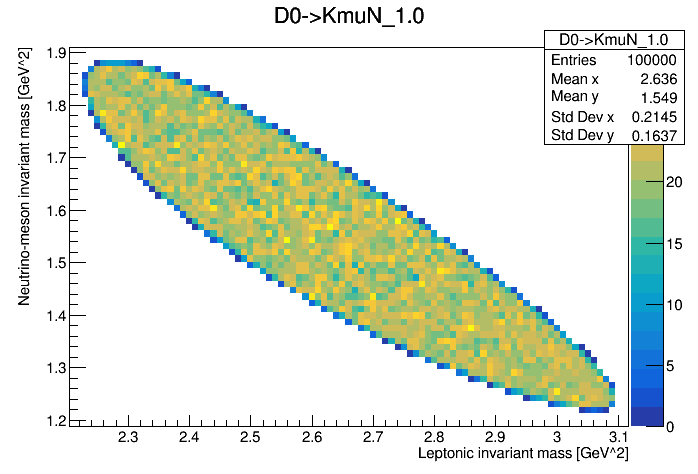 D0->KmuN_1.0
D0->KmuN_1.0
Entries 100000
Mean x 2.636
Mean y 1.549
Std Dev x 0.2145
Std Dev y 0.1637
Neutrino-meson invariant mass [GeV^2]
1.9
1.8
1.7
1.6
1.5
1.4
1.3
1.2
20
15
10
5
0
2.3 2.4 2.5 2.6 2.7 2.8 2.9 3 3.1
Leptonic invariant mass [GeV^2]